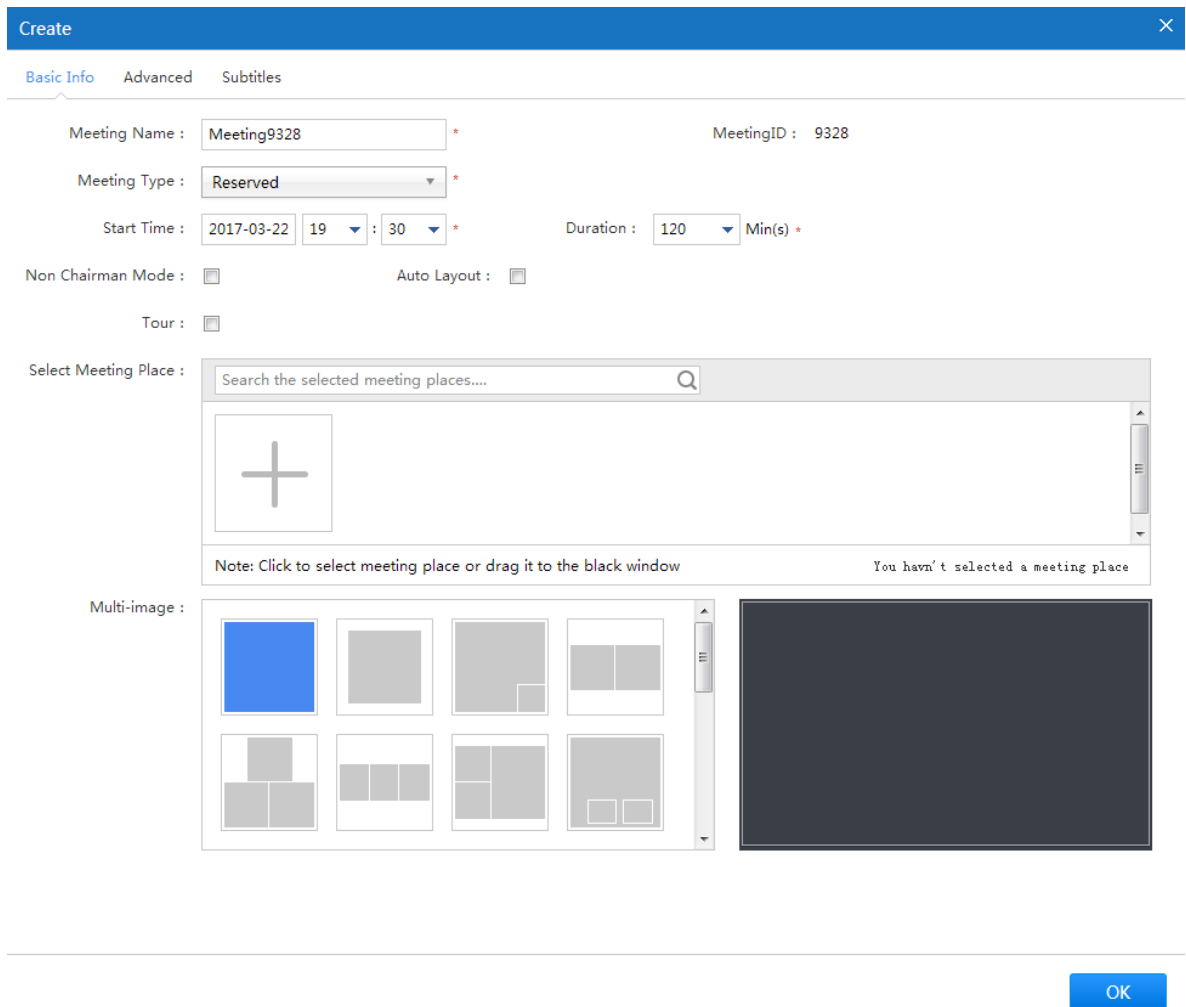 Create
Basic Info Advanced Subtitles
Meeting Name : Meeting9328 * MeetingID : 9328
Meeting Type : Reserved *
Start Time : 2017-03-22 19 : 30 * Duration : 120 Min(s) *
Non Chairman Mode : Auto Layout :
Tour :
Select Meeting Place : Search the selected meeting places....
Note: Click to select meeting place or drag it to the black window You havn't selected a meeting place
Multi-image :
OK